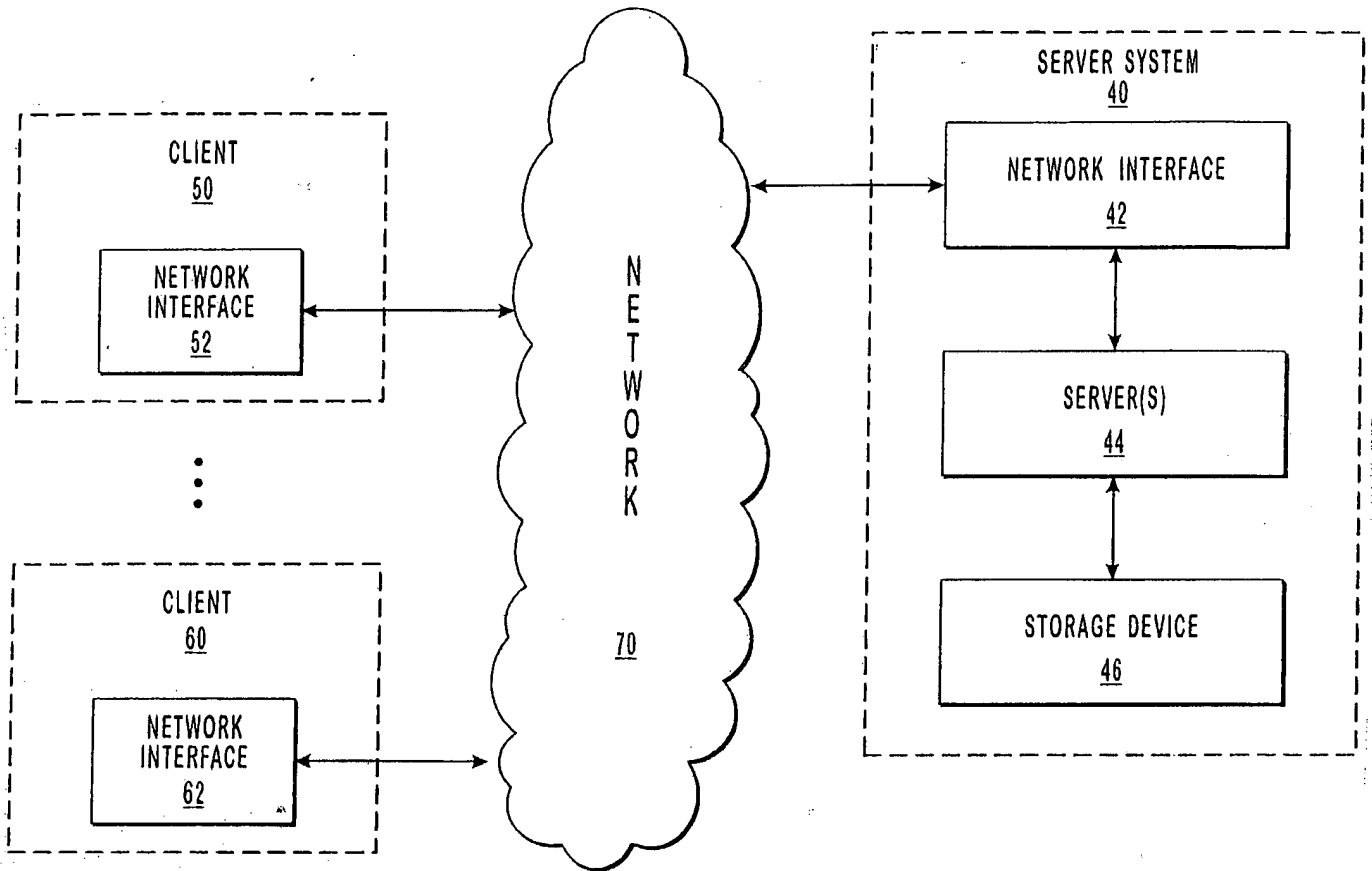 CLIENT
50
NETWORK
INTERFACE
52
CLIENT
60
NETWORK
INTERFACE
62
NETWORK
70
SERVER SYSTEM
40
NETWORK INTERFACE
42
SERVER(S)
44
STORAGE DEVICE
46